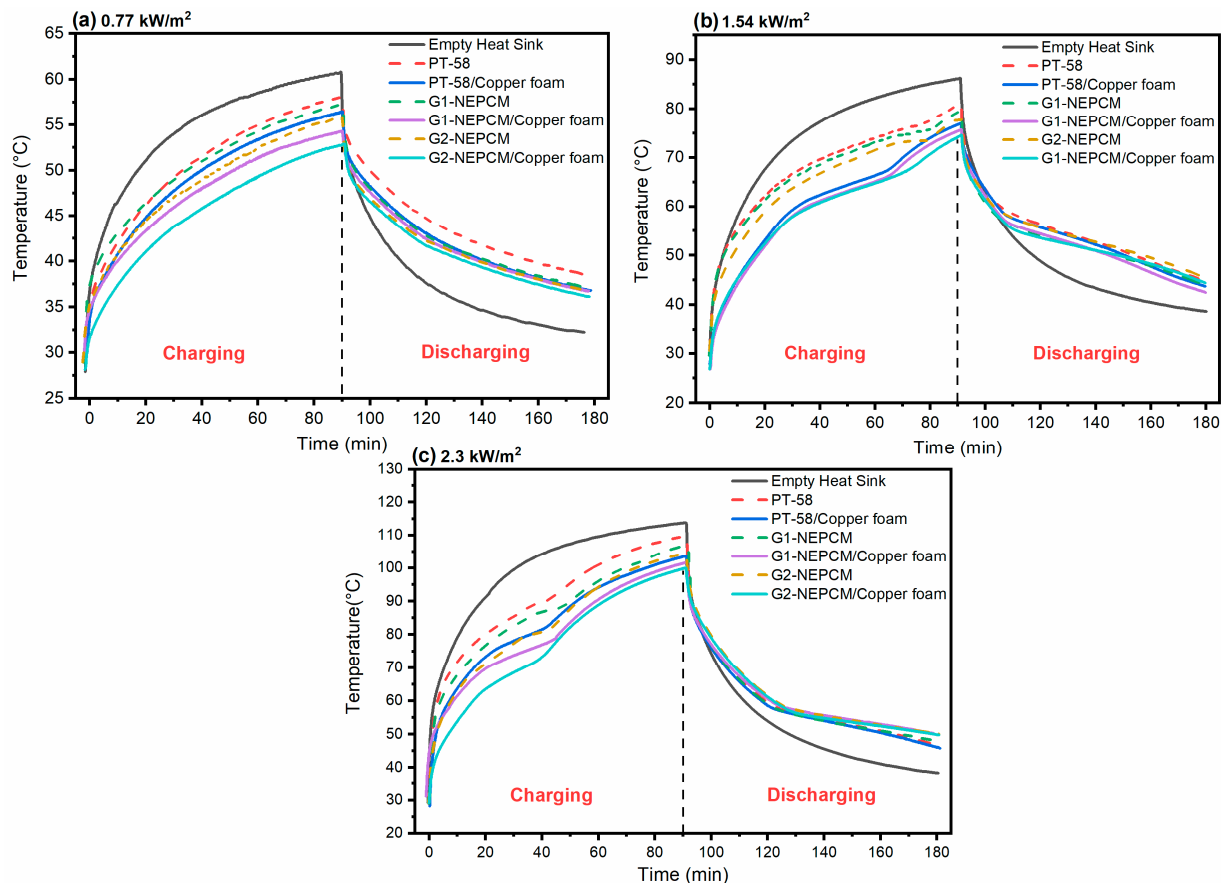 (a) 0.77 kW/m²
Empty Heat Sink
PT-58
PT-58/Copper foam
G1-NEPCM
G1-NEPCM/Copper foam
G2-NEPCM
G2-NEPCM/Copper foam
65
60
55
50
45
40
35
30
25
Temperature (°C)
Charging
Discharging
0 20 40 60 80 100 120 140 160 180
Time (min)
(b) 1.54 kW/m²
Empty Heat Sink
PT-58
PT-58/Copper foam
G1-NEPCM
G1-NEPCM/Copper foam
G2-NEPCM
G1-NEPCM/Copper foam
90
80
70
60
50
40
30
20
Temperature (°C)
Charging
Discharging
0 20 40 60 80 100 120 140 160 180
Time (min)
(c) 2.3 kW/m²
Empty Heat Sink
PT-58
PT-58/Copper foam
G1-NEPCM
G1-NEPCM/Copper foam
G2-NEPCM
G2-NEPCM/Copper foam
130
120
110
100
90
80
70
60
50
40
30
20
Temperature(°C)
Charging
Discharging
0 20 40 60 80 100 120 140 160 180
Time (min)